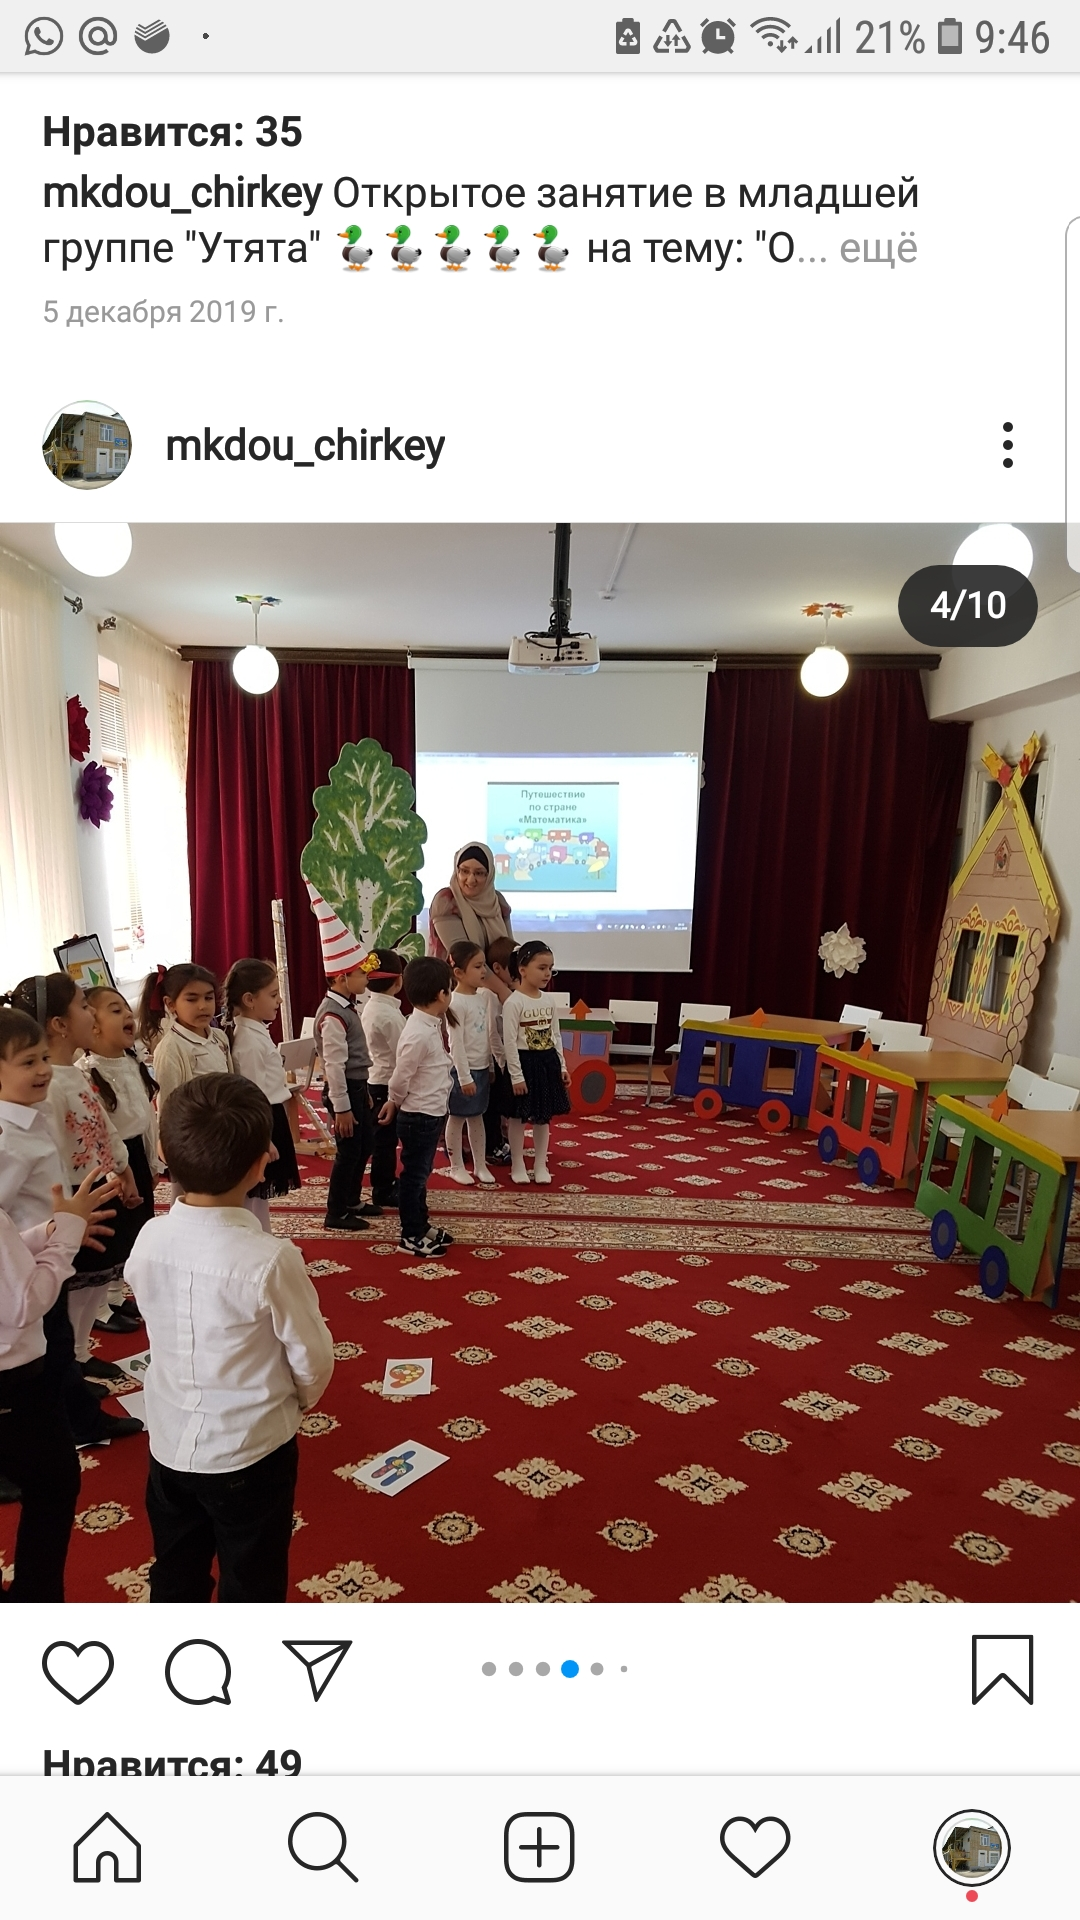 21% 9:46
Нравится: 35
mkdou_chirkey Открытое занятие в младшей
группе "Утята" 🦆🦆🦆🦆🦆 на тему: "О... ещё
5 декабря 2019 г.
mkdou_chirkey
4/10
Путешествие
по стране
«Математика»
GUCCI
Нравится: 49